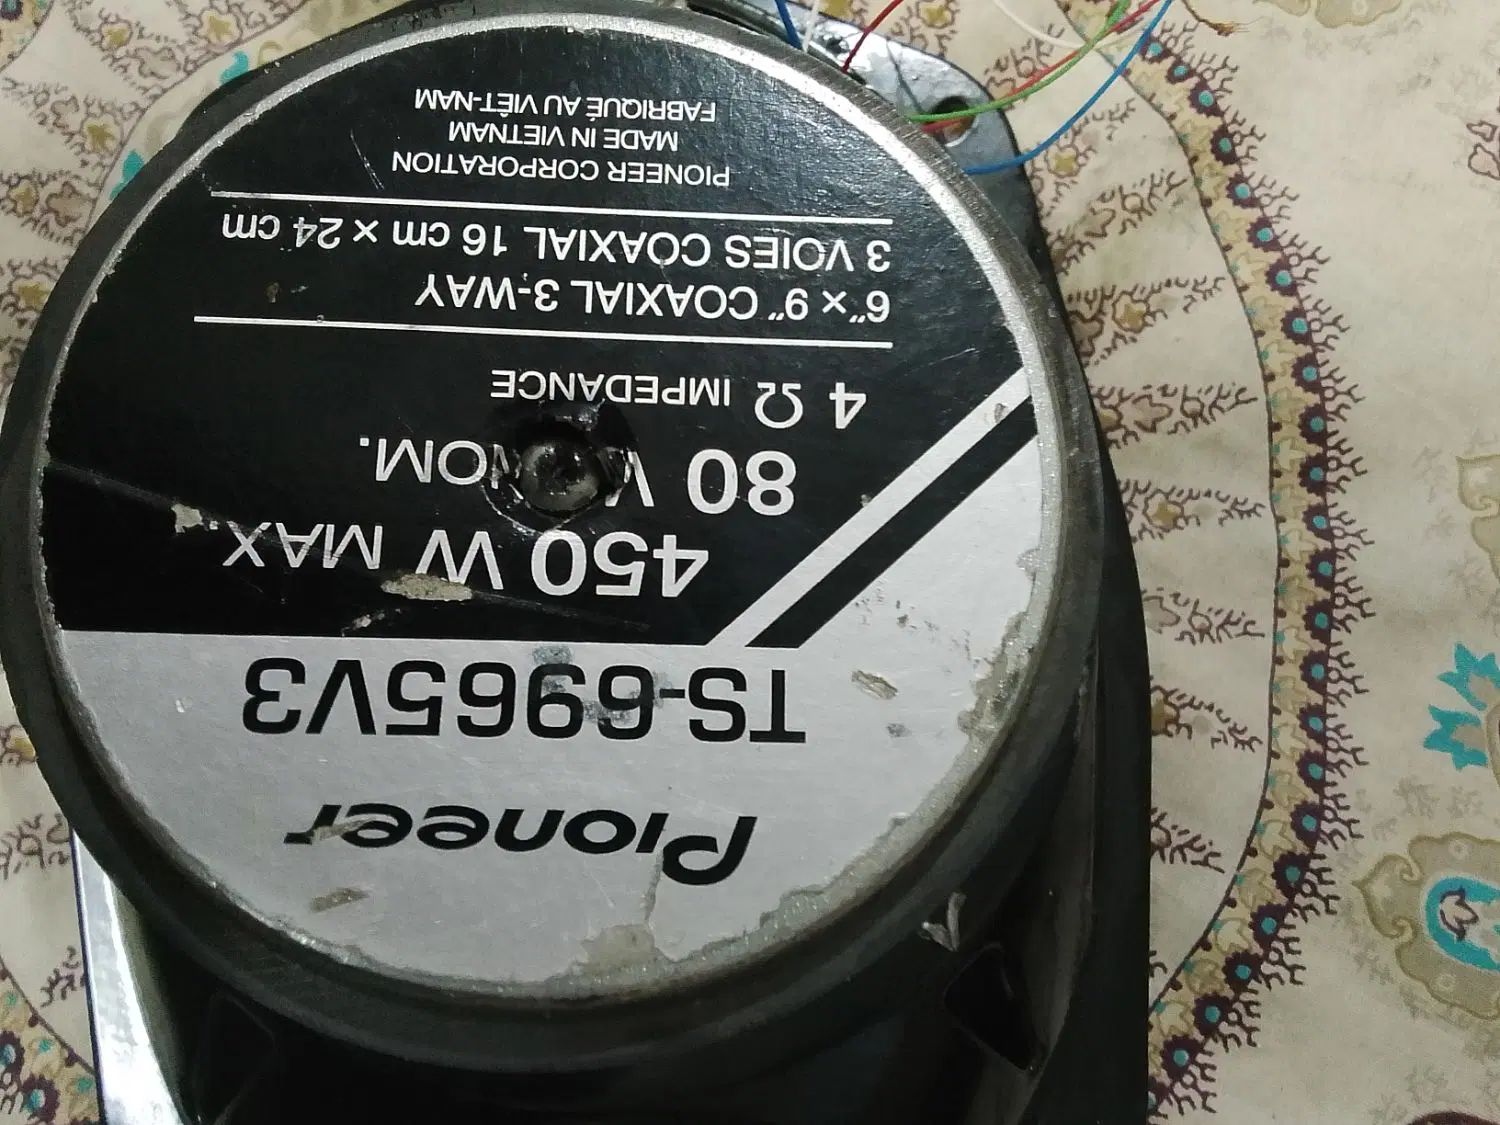 Pioneer
TS-6965V3
450 W MAX.
80 W NOM.
4 Ω IMPEDANCE
6"× 9" COAXIAL 3-WAY
3 VOIES COAXIAL 16 cm × 24 cm
PIONEER CORPORATION
MADE IN VIETNAM
FABRIQUÉ AU VIÊT-NAM